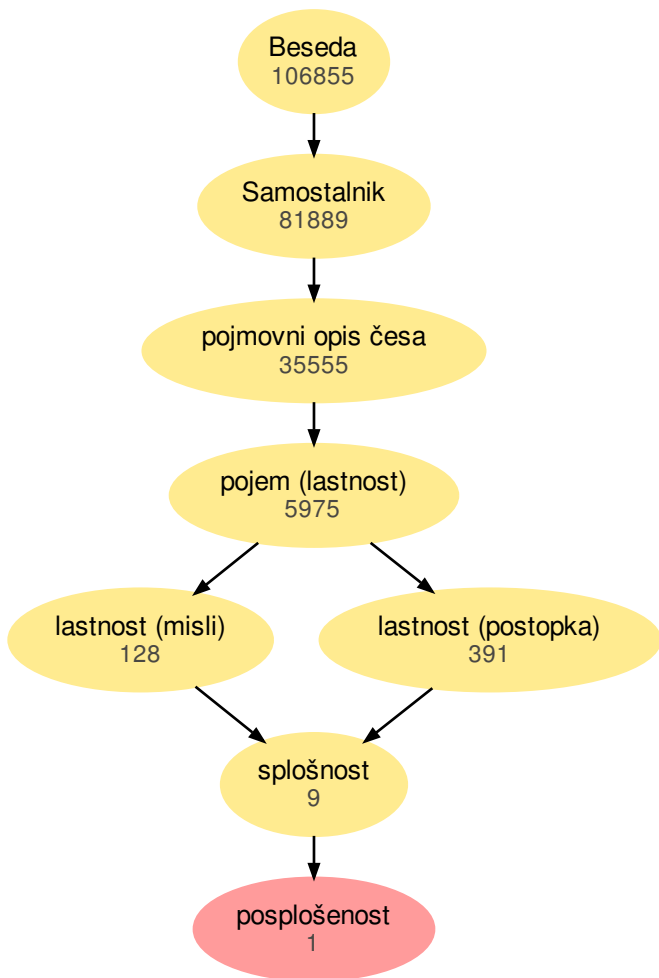 Beseda
106855
Samostalnik
81889
pojmovni opis česa
35555
pojem (lastnost)
5975
lastnost (misli)
128
lastnost (postopka)
391
splošnost
9
posplošenost
1